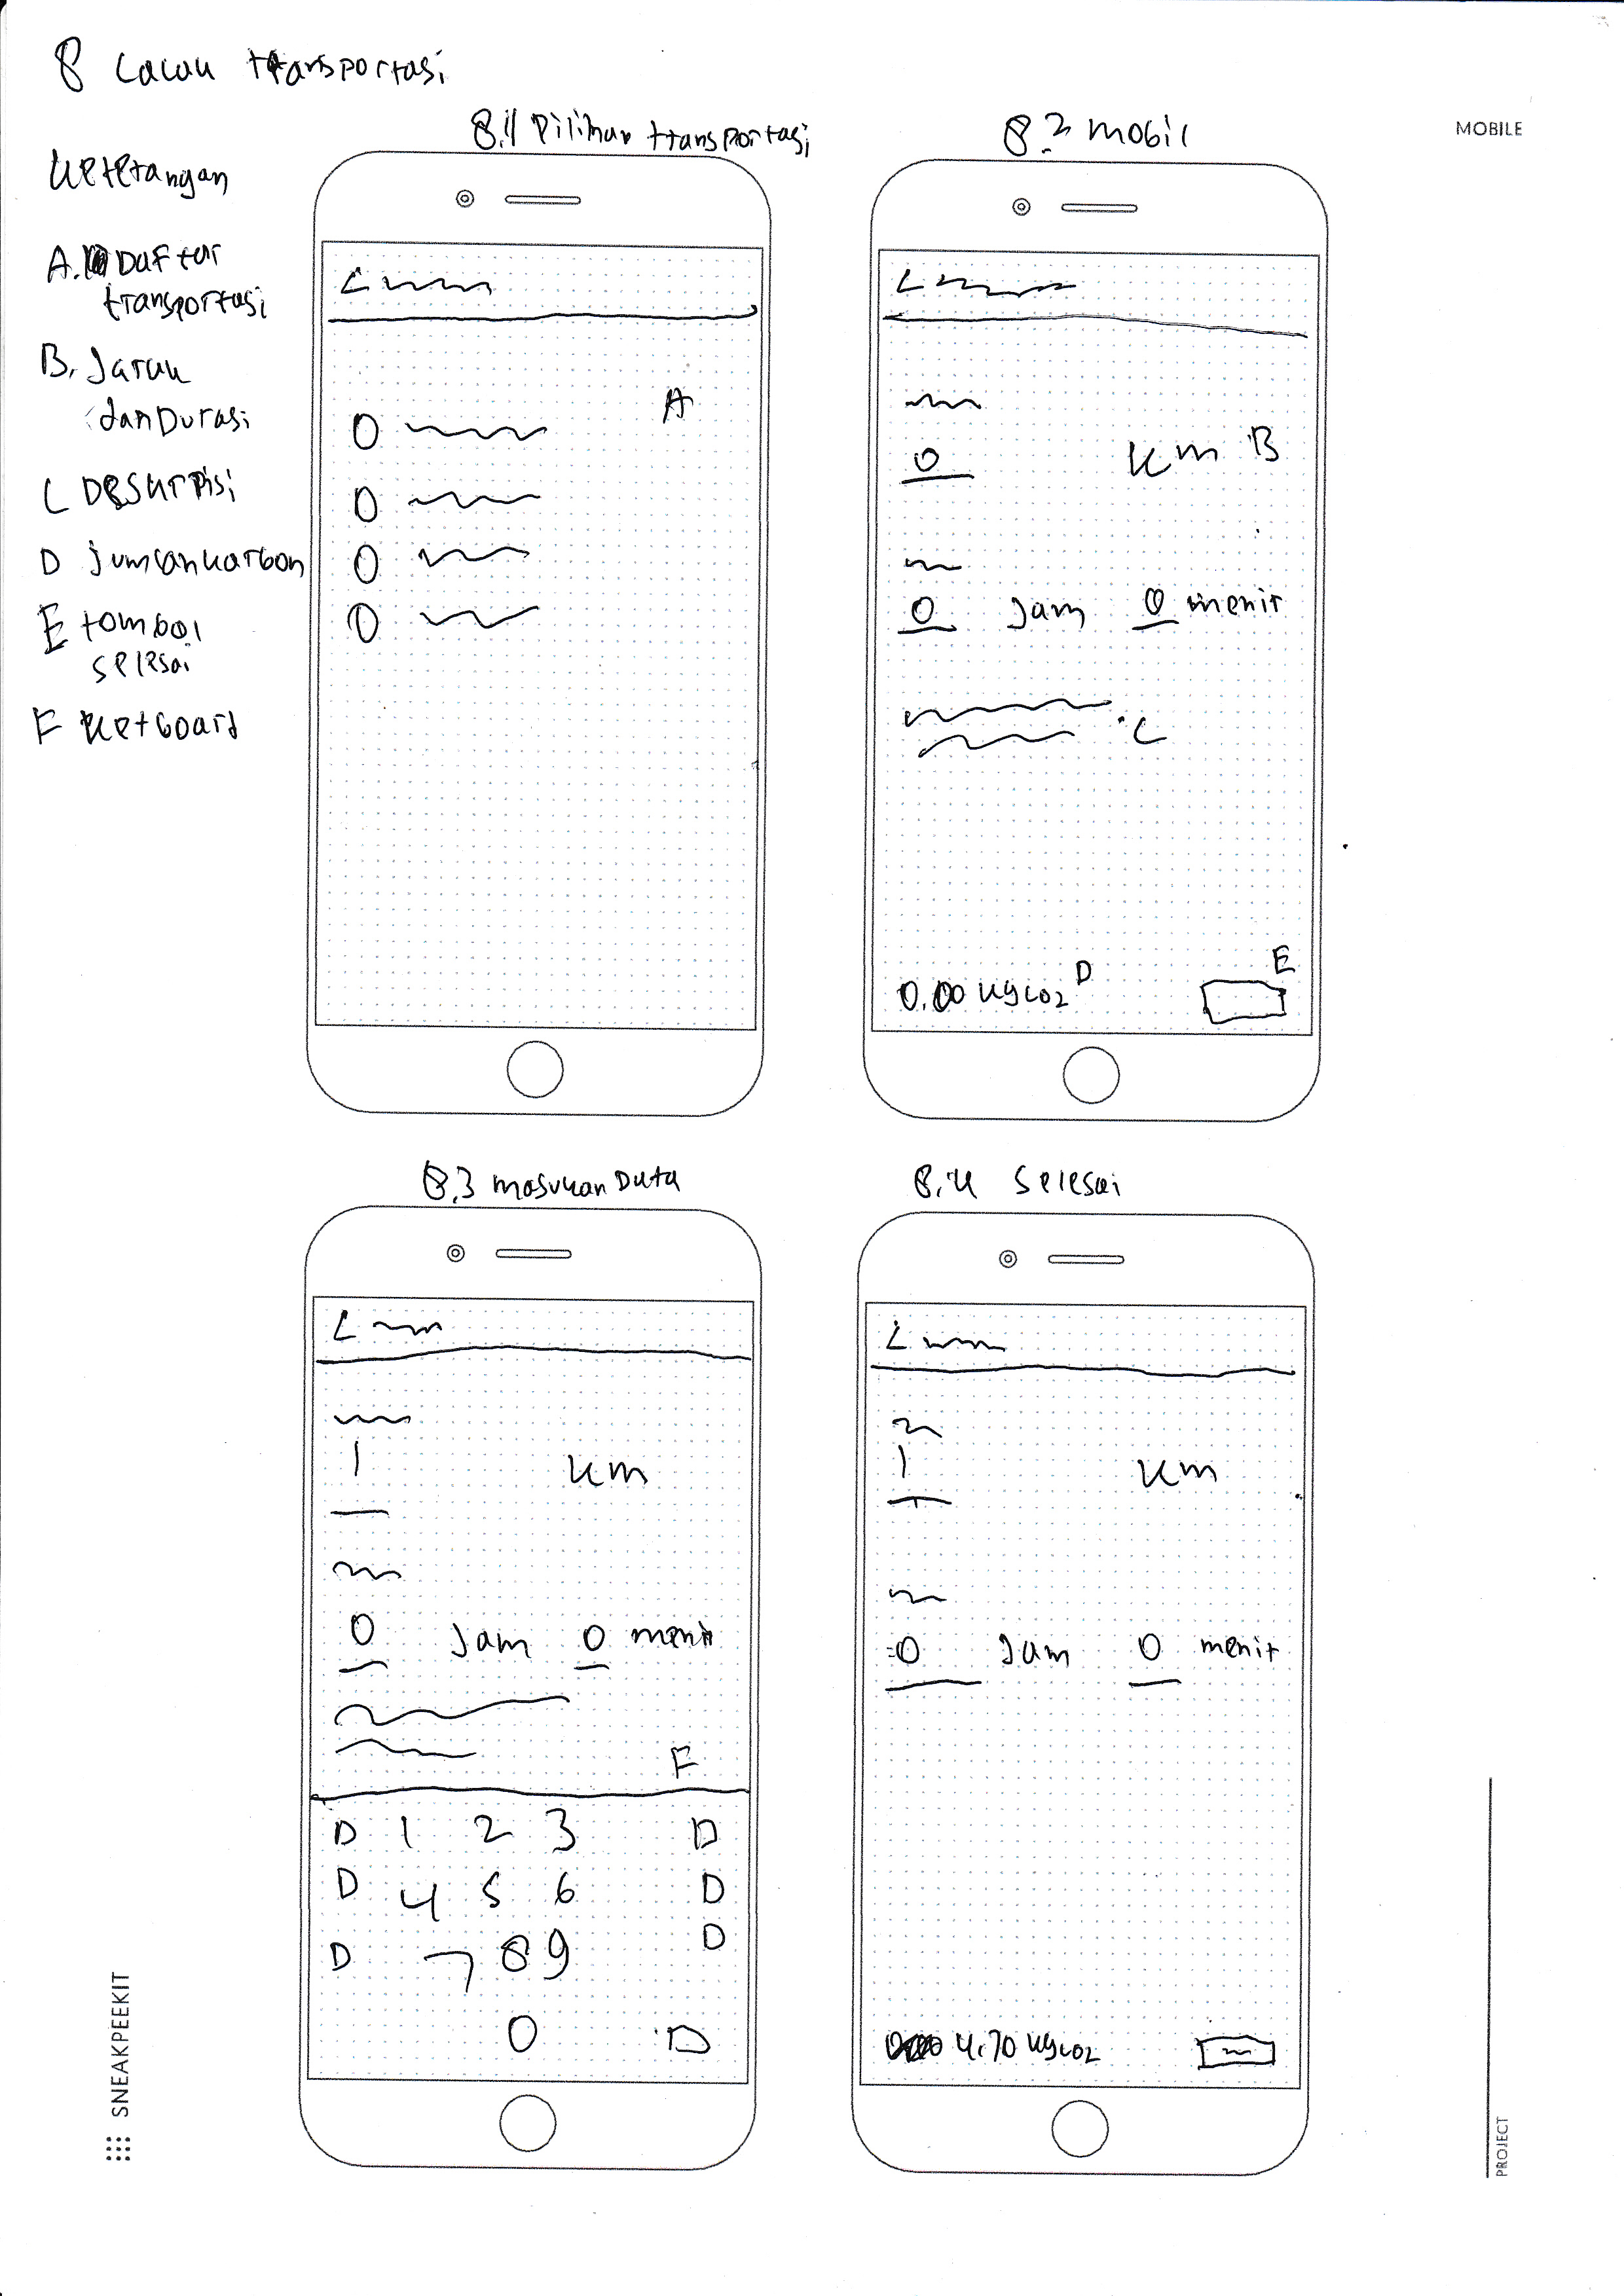 8 Lacak transportasi
MOBILE
Keterangan
A. Daftar
transportasi
B. Jarak
dan Durasi
C Deskripsi
D jumlah karbon
E tombol
selesai
F Ketboard
8.1 Pilihan transportasi
A
8.2 Mobil
0 km B
0 Jam 0 menit
C
D
E
0.00 kgCO2
8.3 masukan Data
1 km
0 Jam 0 menit
F
D 1 2 3 D
D 4 5 6 D
D 7 8 9 D
0 D
8.4 Selesai
1 km
0 Jam 0 menit
4.70 kgCO2
SNEAKPEEKIT
PROJECT